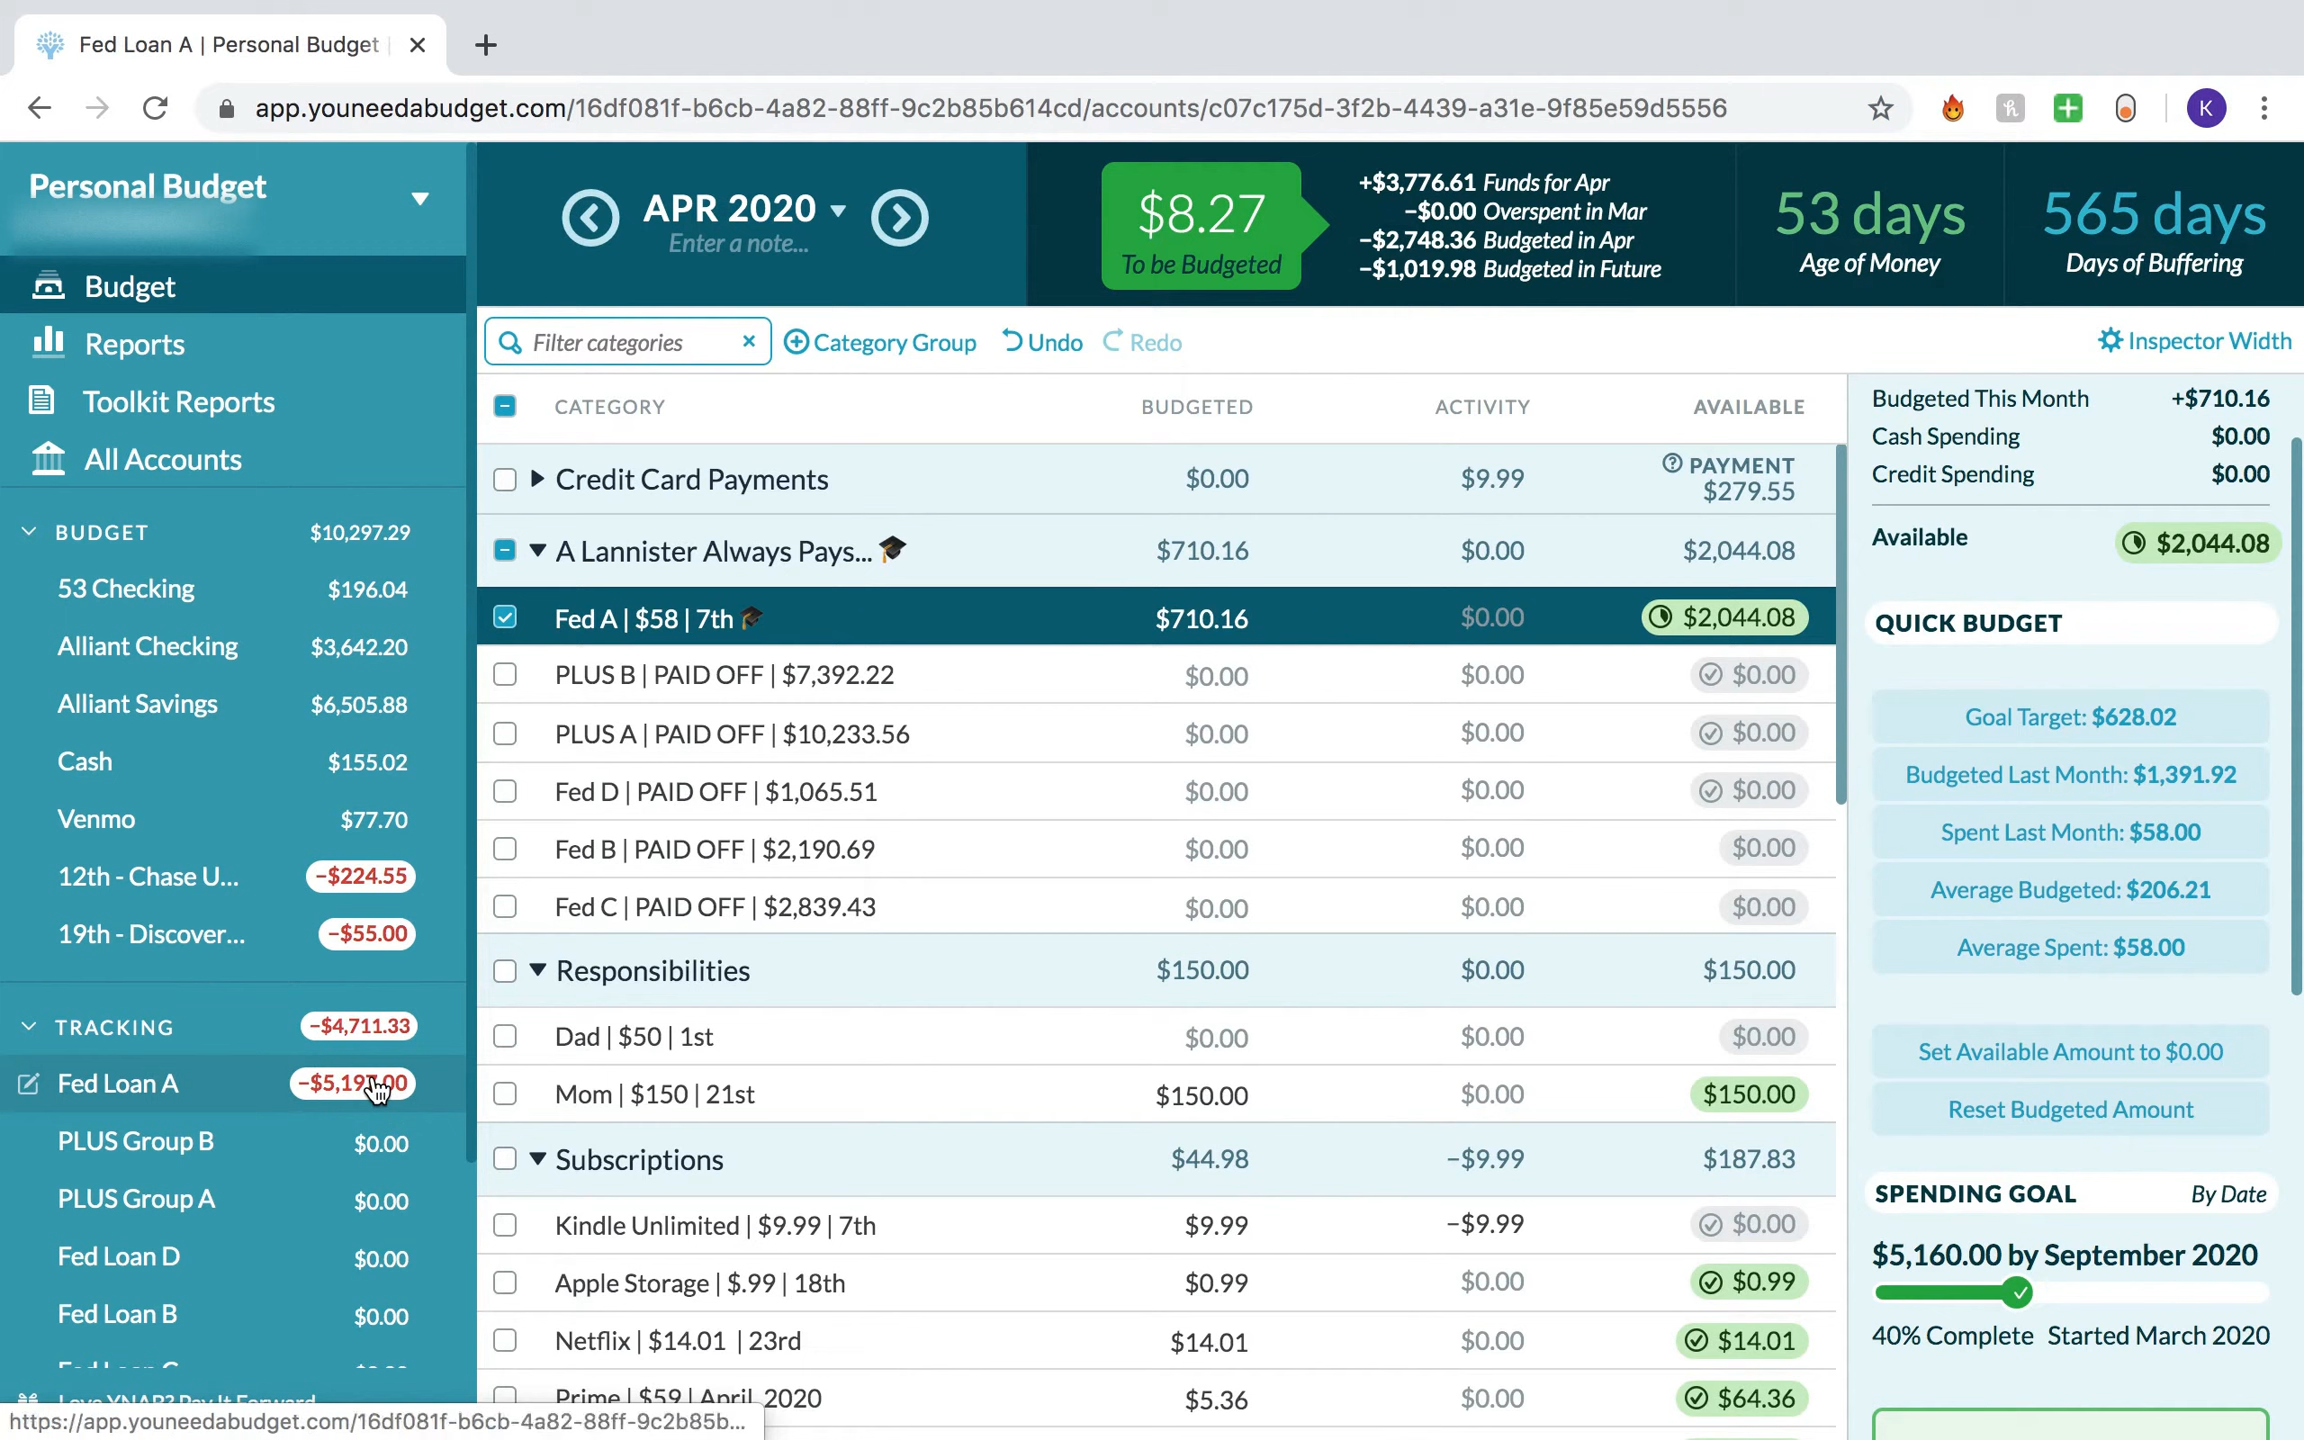 Fed Loan A | Personal Budget
app.youneedabudget.com/16df081f-b6cb-4a82-88ff-9c2b85b614cd/accounts/c07c175d-3f2b-4439-a31e-9f85e59d5556
K
Personal Budget
Budget
Reports
Toolkit Reports
All Accounts
BUDGET $10,297.29
53 Checking $196.04
Alliant Checking $3,642.20
Alliant Savings $6,505.88
Cash $155.02
Venmo $77.70
12th - Chase U... -$224.55
19th - Discover... -$55.00
TRACKING -$4,711.33
Fed Loan A
PLUS Group B $0.00
PLUS Group A $0.00
Fed Loan D $0.00
Fed Loan B $0.00
https://app.youneedabudget.com/16df081f-b6cb-4a82-88ff-9c2b85b...
APR 2020
Enter a note...
$8.27
To be Budgeted
+$3,776.61 Funds for Apr
-$0.00 Overspent in Mar
-$2,748.36 Budgeted in Apr
-$1,019.98 Budgeted in Future
53 days
Age of Money
565 days
Days of Buffering
Filter categories × Category Group Undo Redo
Inspector Width
CATEGORY BUDGETED ACTIVITY AVAILABLE
Credit Card Payments $0.00 $9.99 PAYMENT
$279.55
A Lannister Always Pays... $710.16 $0.00 $2,044.08
Fed A | $58 | 7th $710.16 $0.00 $2,044.08
PLUS B | PAID OFF | $7,392.22 $0.00 $0.00 $0.00
PLUS A | PAID OFF | $10,233.56 $0.00 $0.00 $0.00
Fed D | PAID OFF | $1,065.51 $0.00 $0.00 $0.00
Fed B | PAID OFF | $2,190.69 $0.00 $0.00 $0.00
Fed C | PAID OFF | $2,839.43 $0.00 $0.00 $0.00
Responsibilities $150.00 $0.00 $150.00
Dad | $50 | 1st $0.00 $0.00 $0.00
Mom | $150 | 21st $150.00 $0.00 $150.00
Subscriptions $44.98 -$9.99 $187.83
Kindle Unlimited | $9.99 | 7th $9.99 -$9.99 $0.00
Apple Storage | $.99 | 18th $0.99 $0.00 $0.99
Netflix | $14.01 | 23rd $14.01 $0.00 $14.01
Prime | $59 | April 2020 $5.36 $0.00 $64.36
Budgeted This Month +$710.16
Cash Spending $0.00
Credit Spending $0.00
Available $2,044.08
QUICK BUDGET
Goal Target: $628.02
Budgeted Last Month: $1,391.92
Spent Last Month: $58.00
Average Budgeted: $206.21
Average Spent: $58.00
Set Available Amount to $0.00
Reset Budgeted Amount
SPENDING GOAL By Date
$5,160.00 by September 2020
40% Complete Started March 2020